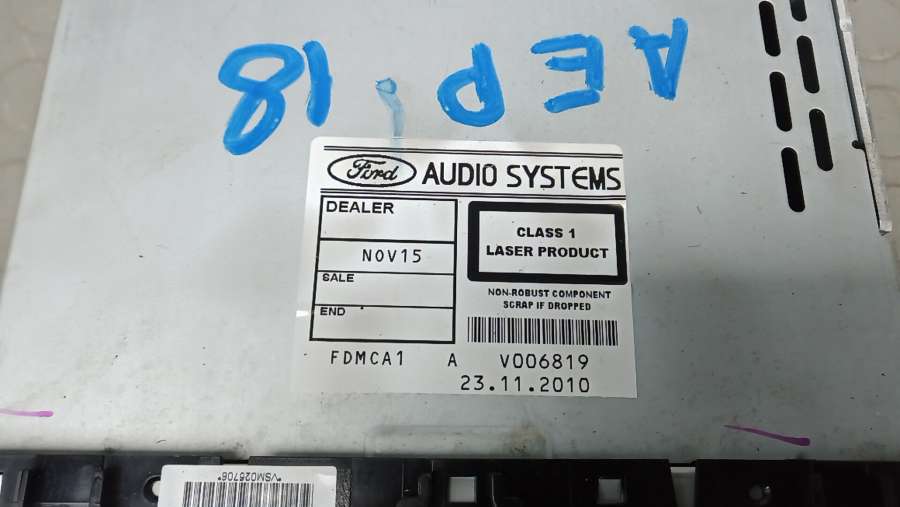 AEP 18
Ford AUDIO SYSTEMS
DEALER
NOV15
SALE
END
CLASS 1
LASER PRODUCT
NON-ROBUST COMPONENT
SCRAP IF DROPPED
FDMCA1 A V006819
23.11.2010
*VSM025706*